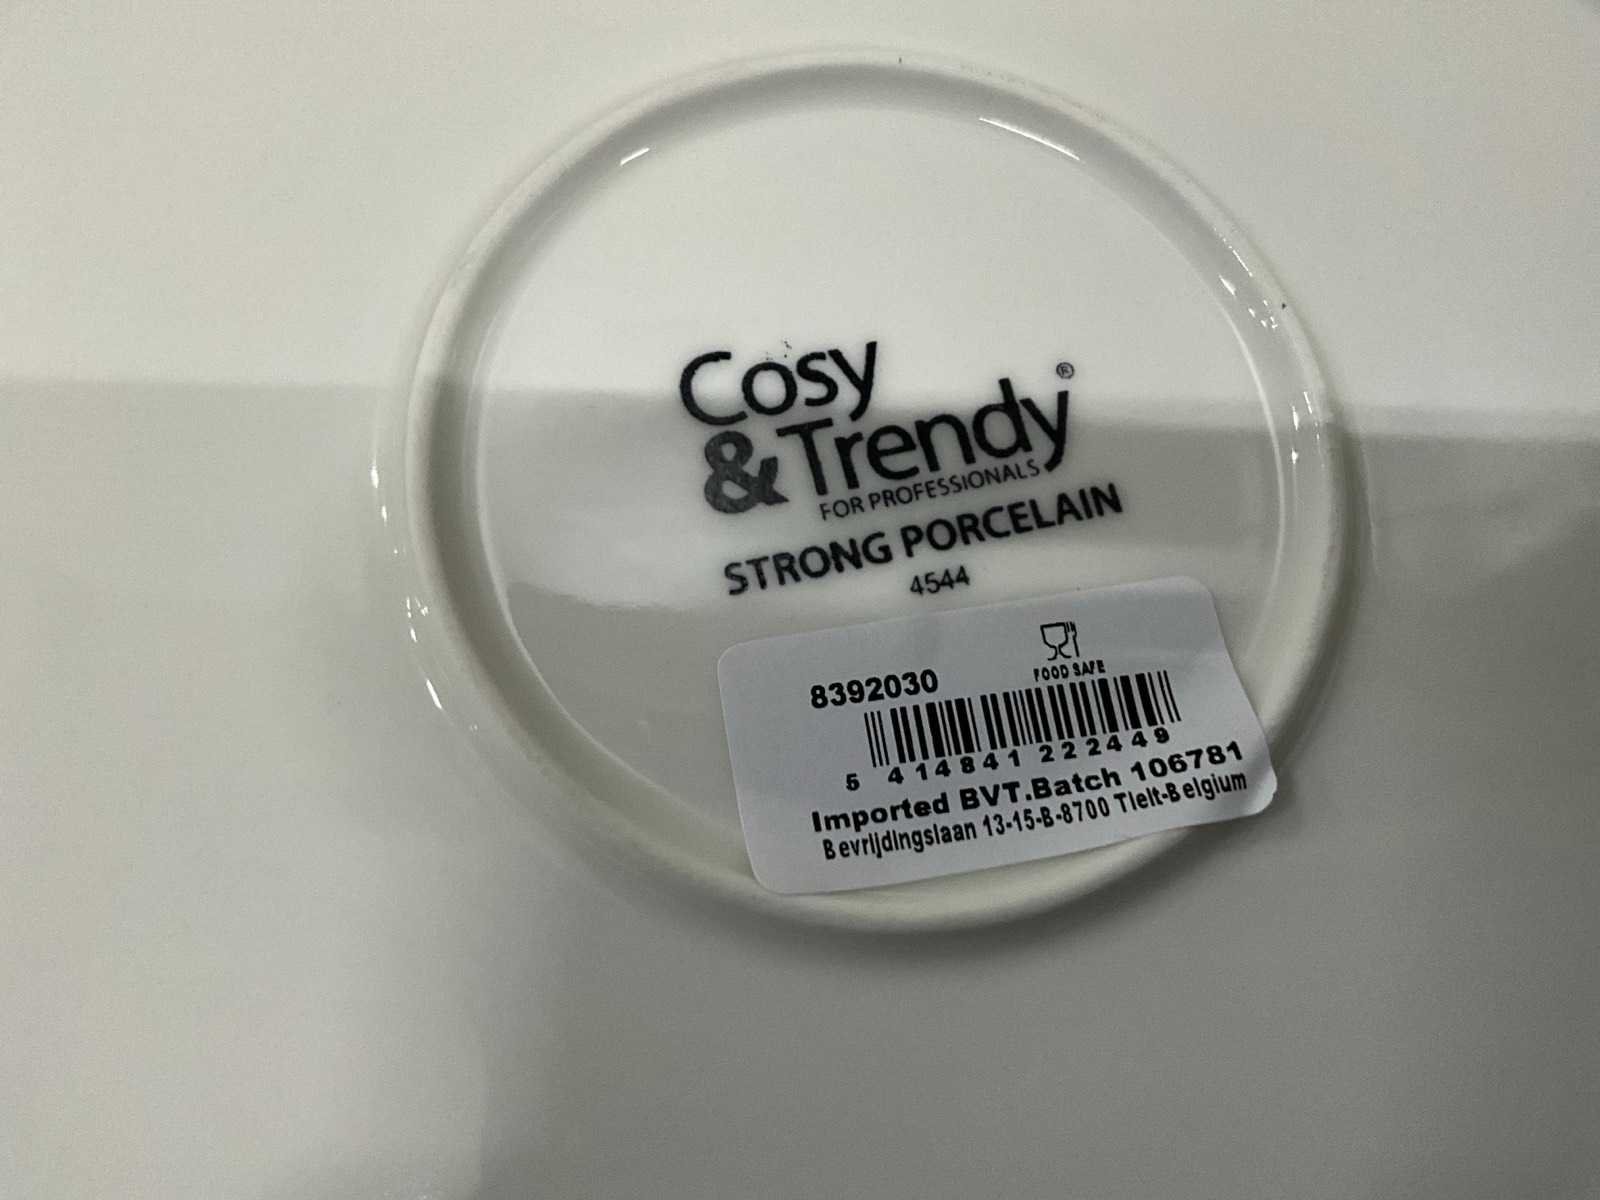 Cosy
& Trendy®
FOR PROFESSIONALS
STRONG PORCELAIN
4544
FOOD SAFE
8392030
5 414841 222449
Imported BVT.Batch 106781
Bevrijdingslaan 13-15-B-8700 Tielt-Belgium